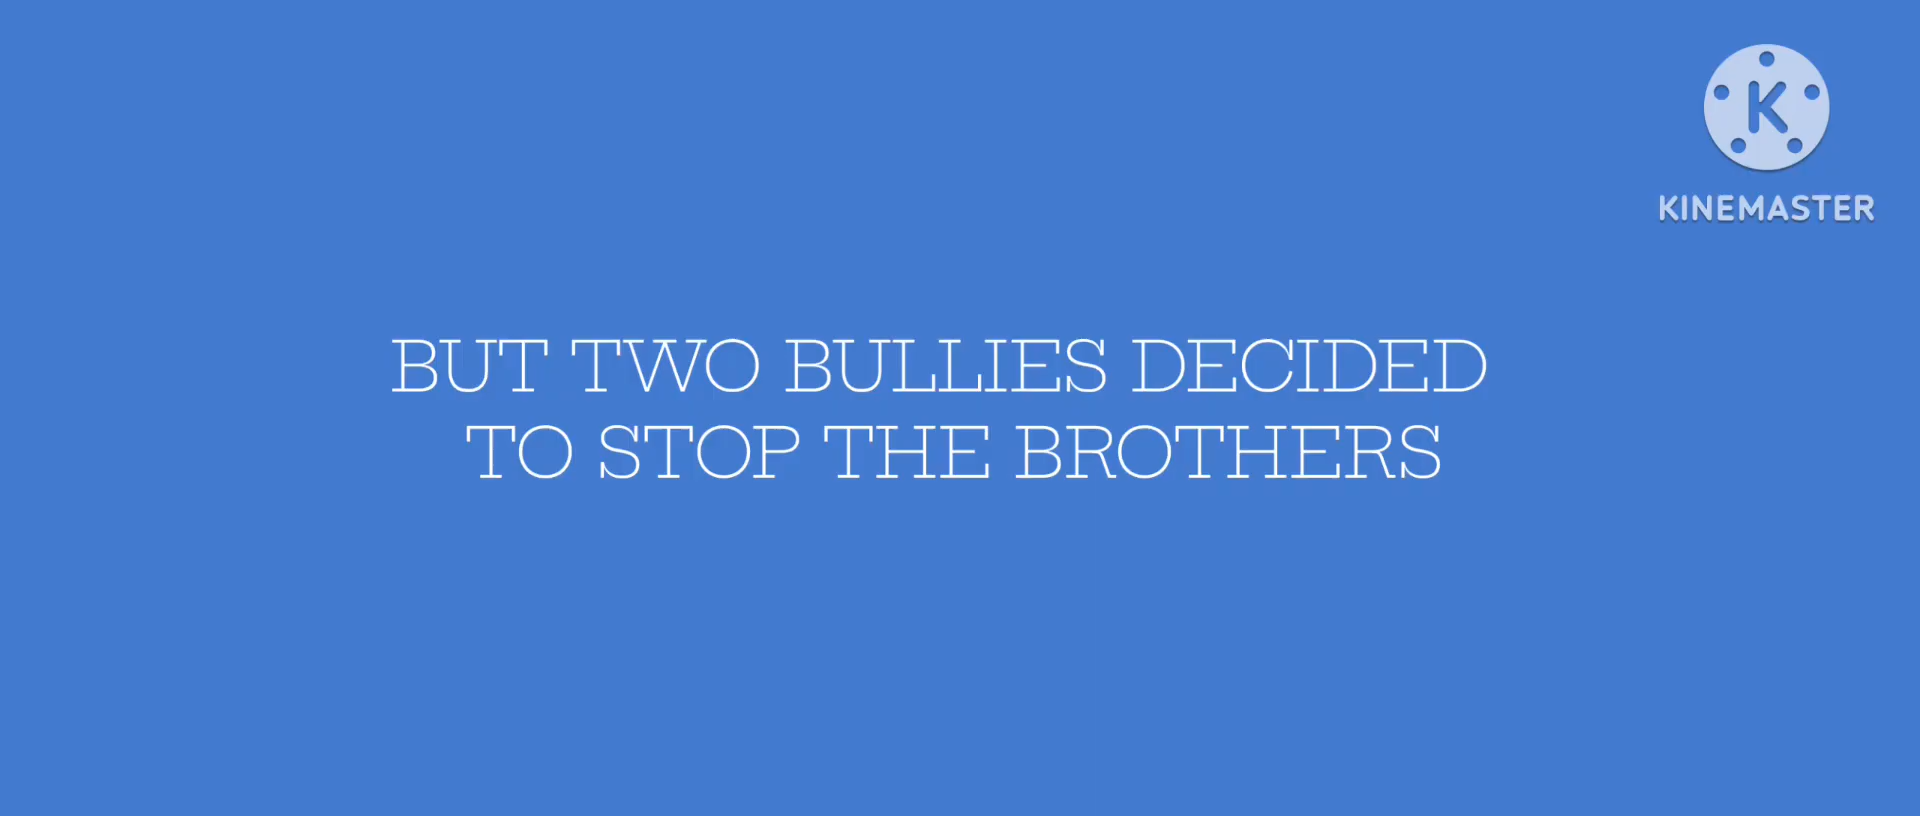 K
KINEMASTER
BUT TWO BULLIES DECIDED
TO STOP THE BROTHERS